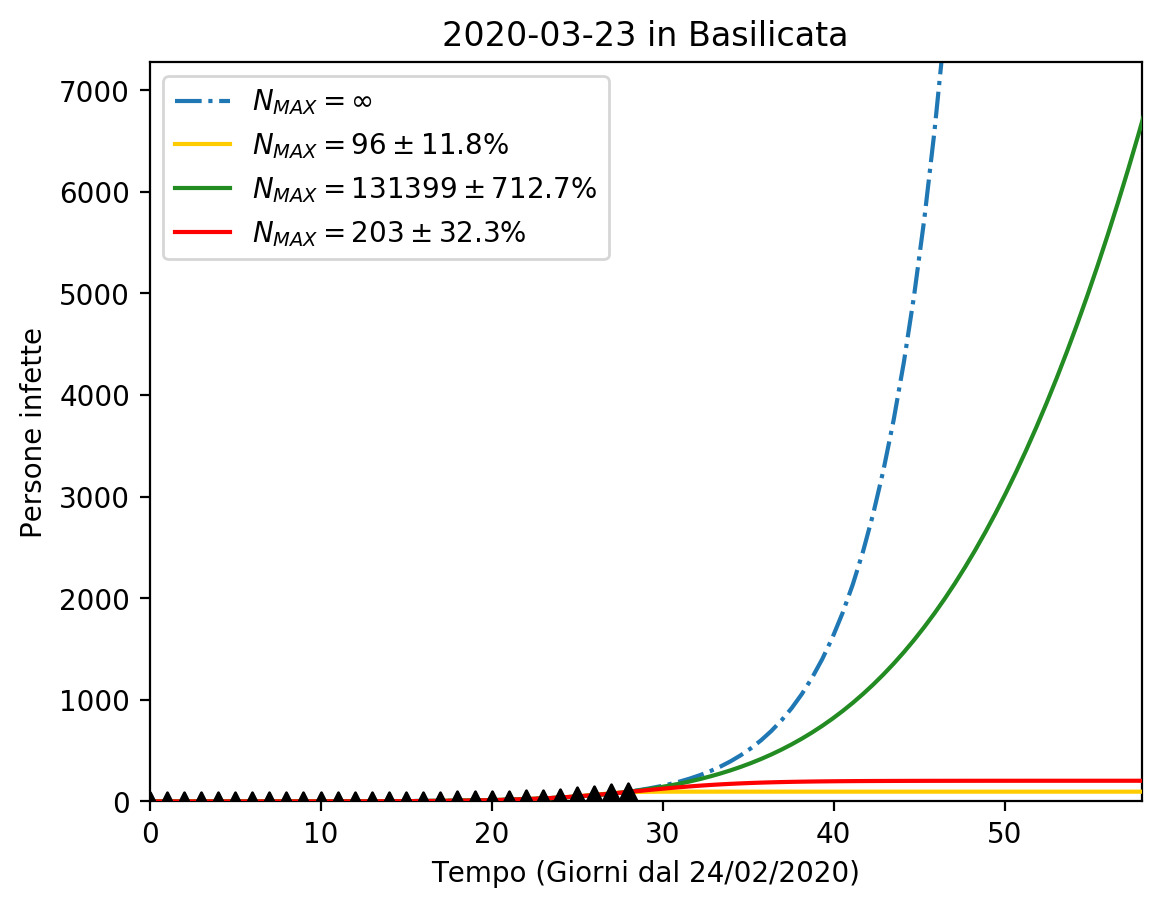 2020-03-23 in Basilicata
N_MAX = ∞
N_MAX = 96 ± 11.8%
N_MAX = 131399 ± 712.7%
N_MAX = 203 ± 32.3%
7000
6000
5000
4000
3000
2000
1000
0
Persone infette
0 10 20 30 40 50
Tempo (Giorni dal 24/02/2020)